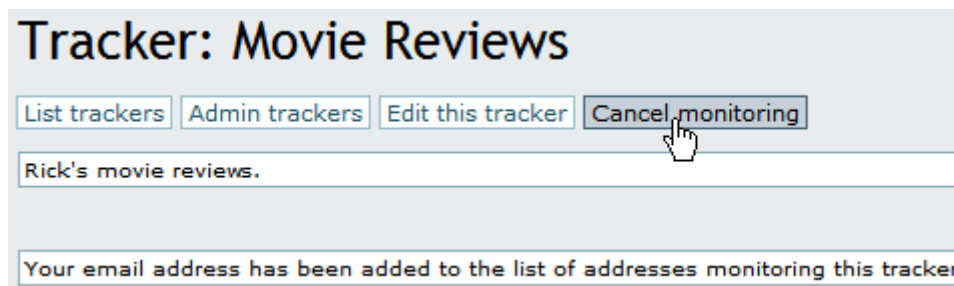 Tracker: Movie Reviews
List trackers Admin trackers Edit this tracker Cancel monitoring
Rick's movie reviews.
Your email address has been added to the list of addresses monitoring this tracker